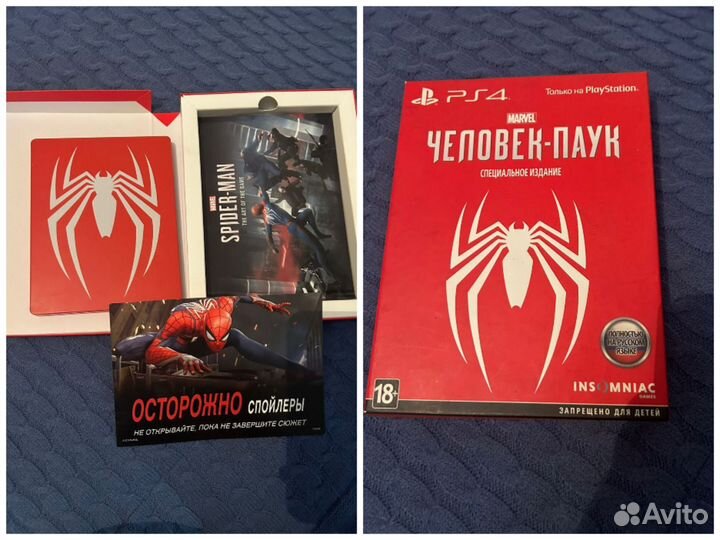 MARVEL
SPIDER-MAN
THE ART OF THE GAME
ОСТОРОЖНО СПОЙЛЕРЫ
НЕ ОТКРЫВАЙТЕ, ПОКА НЕ ЗАВЕРШИТЕ СЮЖЕТ
PS4
Только на PlayStation.
MARVEL
ЧЕЛОВЕК-ПАУК
СПЕЦИАЛЬНОЕ ИЗДАНИЕ
ПОЛНОСТЬЮ
НА РУССКОМ
ЯЗЫКЕ
18+
INSOMNIAC
GAMES
ЗАПРЕЩЕНО ДЛЯ ДЕТЕЙ
Avito